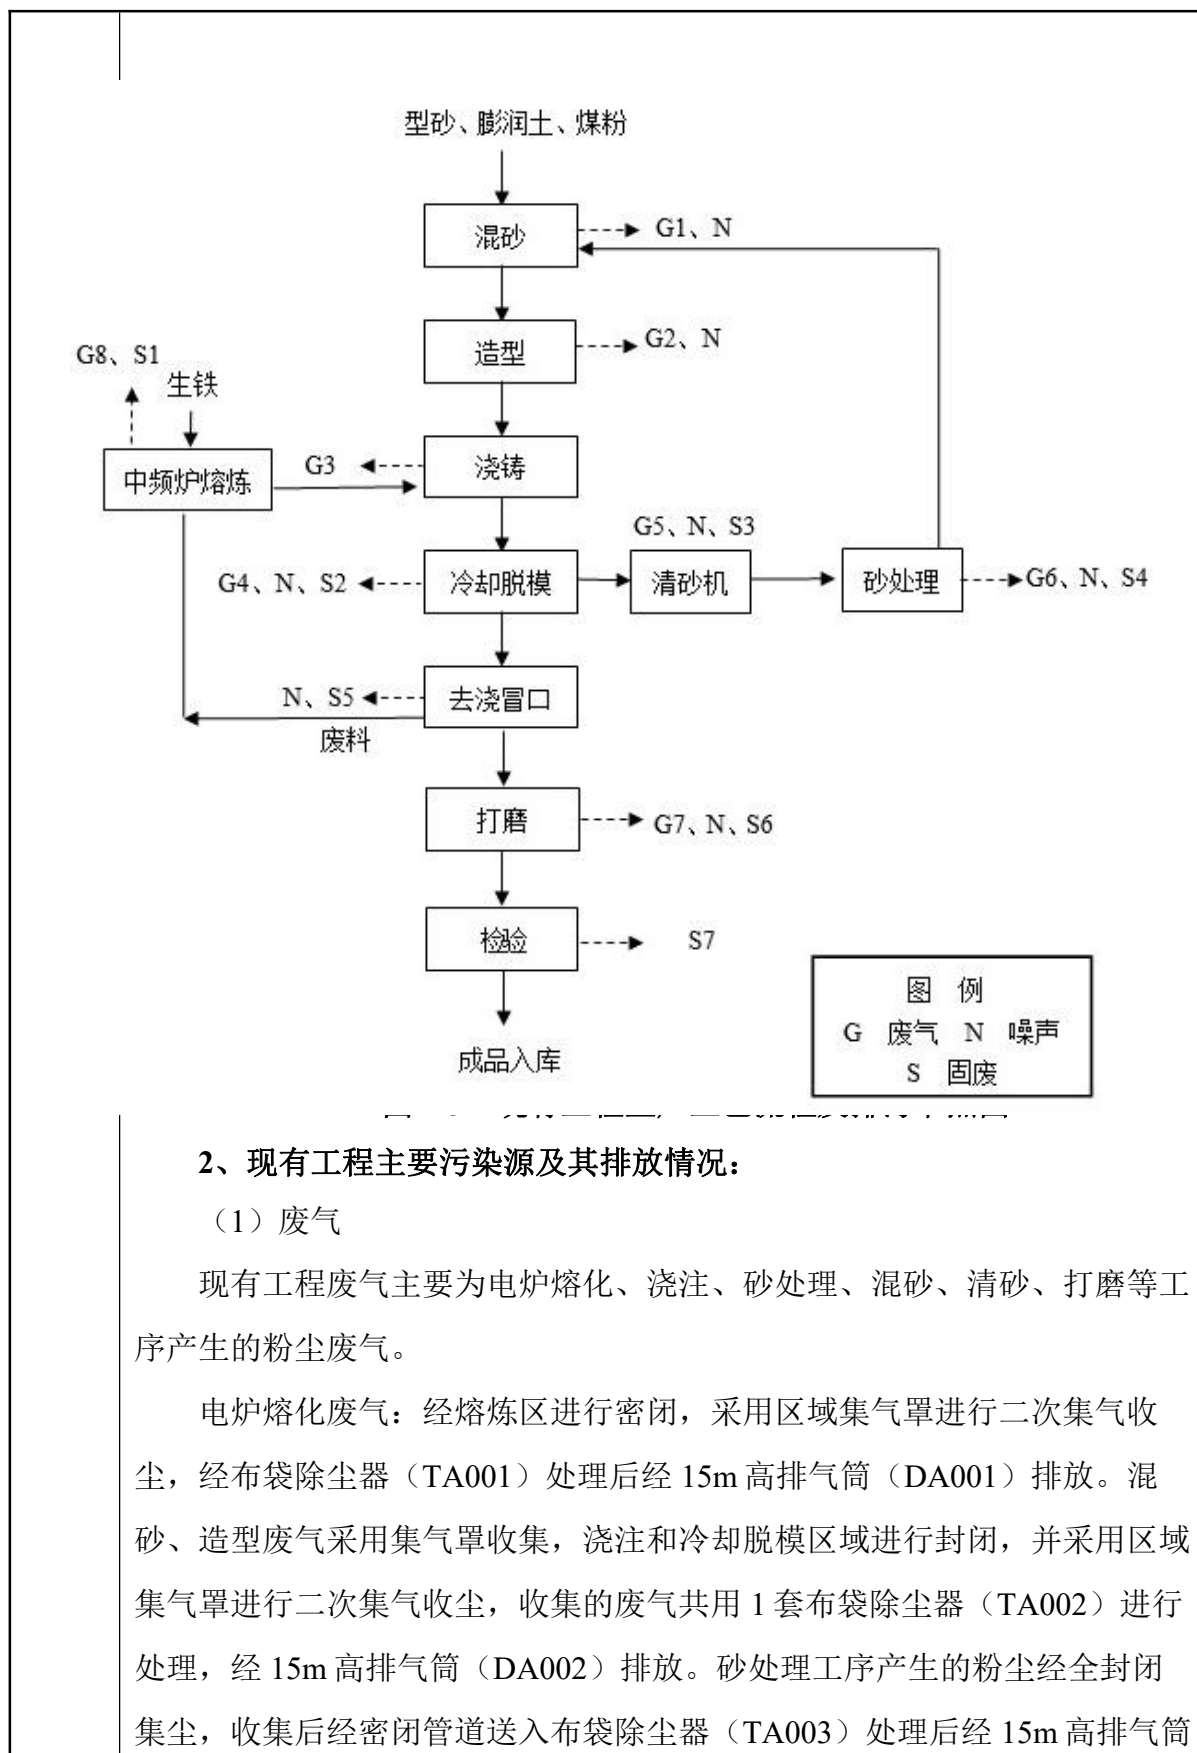 型砂、膨润土、煤粉
混砂
G1、N
造型
G2、N
G8、S1
生铁
中频炉熔炼
G3
浇铸
G5、N、S3
G4、N、S2
冷却脱模
清砂机
砂处理
G6、N、S4
N、S5
去浇冒口
废料
打磨
G7、N、S6
检验
S7
成品入库
图 例
G 废气 N 噪声
S 固废
2、现有工程主要污染源及其排放情况：
（1）废气
现有工程废气主要为电炉熔化、浇注、砂处理、混砂、清砂、打磨等工
序产生的粉尘废气。
电炉熔化废气：经熔炼区进行密闭，采用区域集气罩进行二次集气收
尘，经布袋除尘器（TA001）处理后经 15m 高排气筒（DA001）排放。混
砂、造型废气采用集气罩收集，浇注和冷却脱模区域进行封闭，并采用区域
集气罩进行二次集气收尘，收集的废气共用 1 套布袋除尘器（TA002）进行
处理，经 15m 高排气筒（DA002）排放。砂处理工序产生的粉尘经全封闭
集尘，收集后经密闭管道送入布袋除尘器（TA003）处理后经 15m 高排气筒